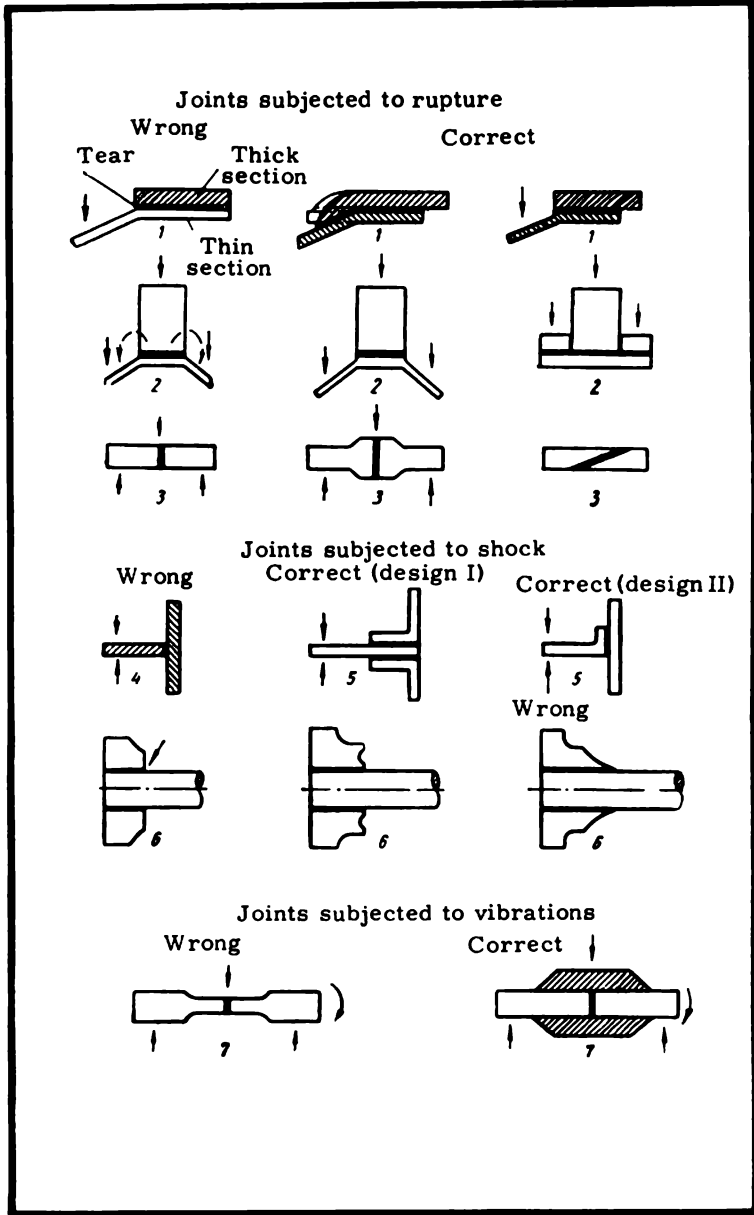 Joints subjected to rupture
Wrong
Correct
Tear
Thick
section
1
Thin
section
1
1
2
2
2
3
3
3
Joints subjected to shock
Wrong
Correct (design I)
Correct (design II)
4
5
5
Wrong
6
6
6
Joints subjected to vibrations
Wrong
Correct
7
7